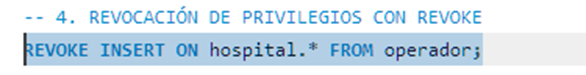 -- 4. REVOCACIÓN DE PRIVILEGIOS CON REVOKE
REVOKE INSERT ON hospital.* FROM operador;